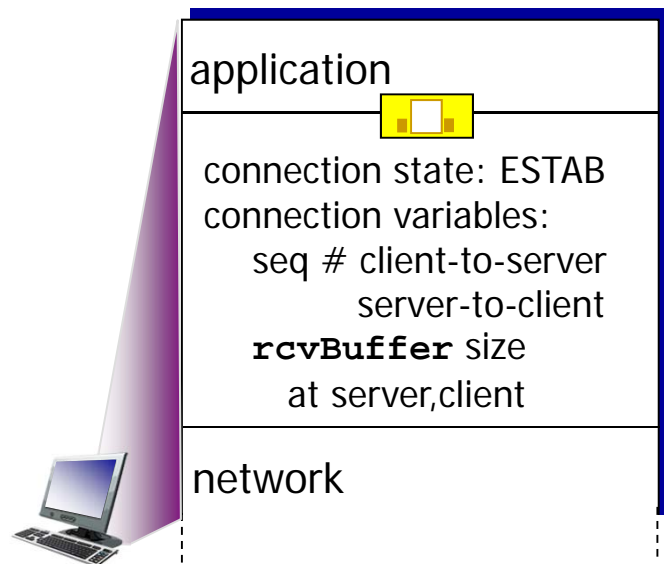 application
connection state: ESTAB
connection variables:
seq # client-to-server
server-to-client
rcvBuffer size
at server,client
network